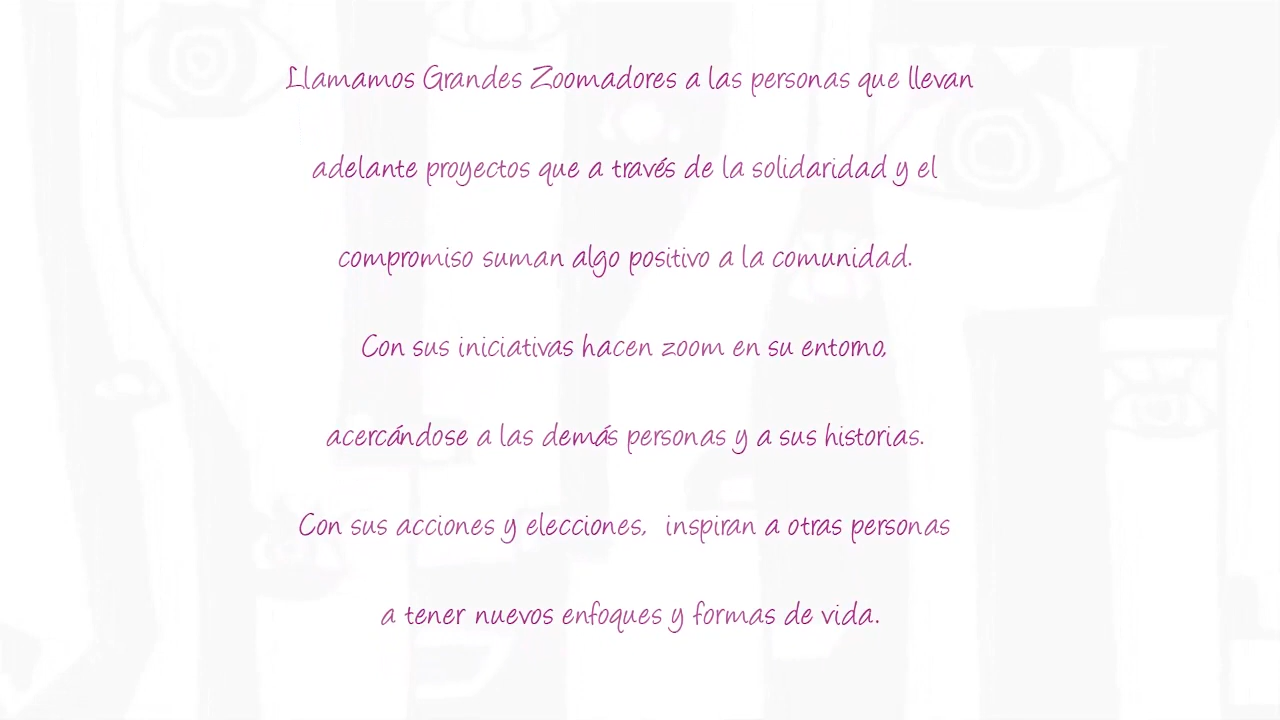 Llamamos Grandes Zoomadores a las personas que llevan
adelante proyectos que a través de la solidaridad y el
compromiso suman algo positivo a la comunidad.
Con sus iniciativas hacen zoom en su entorno,
acercándose a las demás personas y a sus historias.
Con sus acciones y elecciones, inspiran a otras personas
a tener nuevos enfoques y formas de vida.